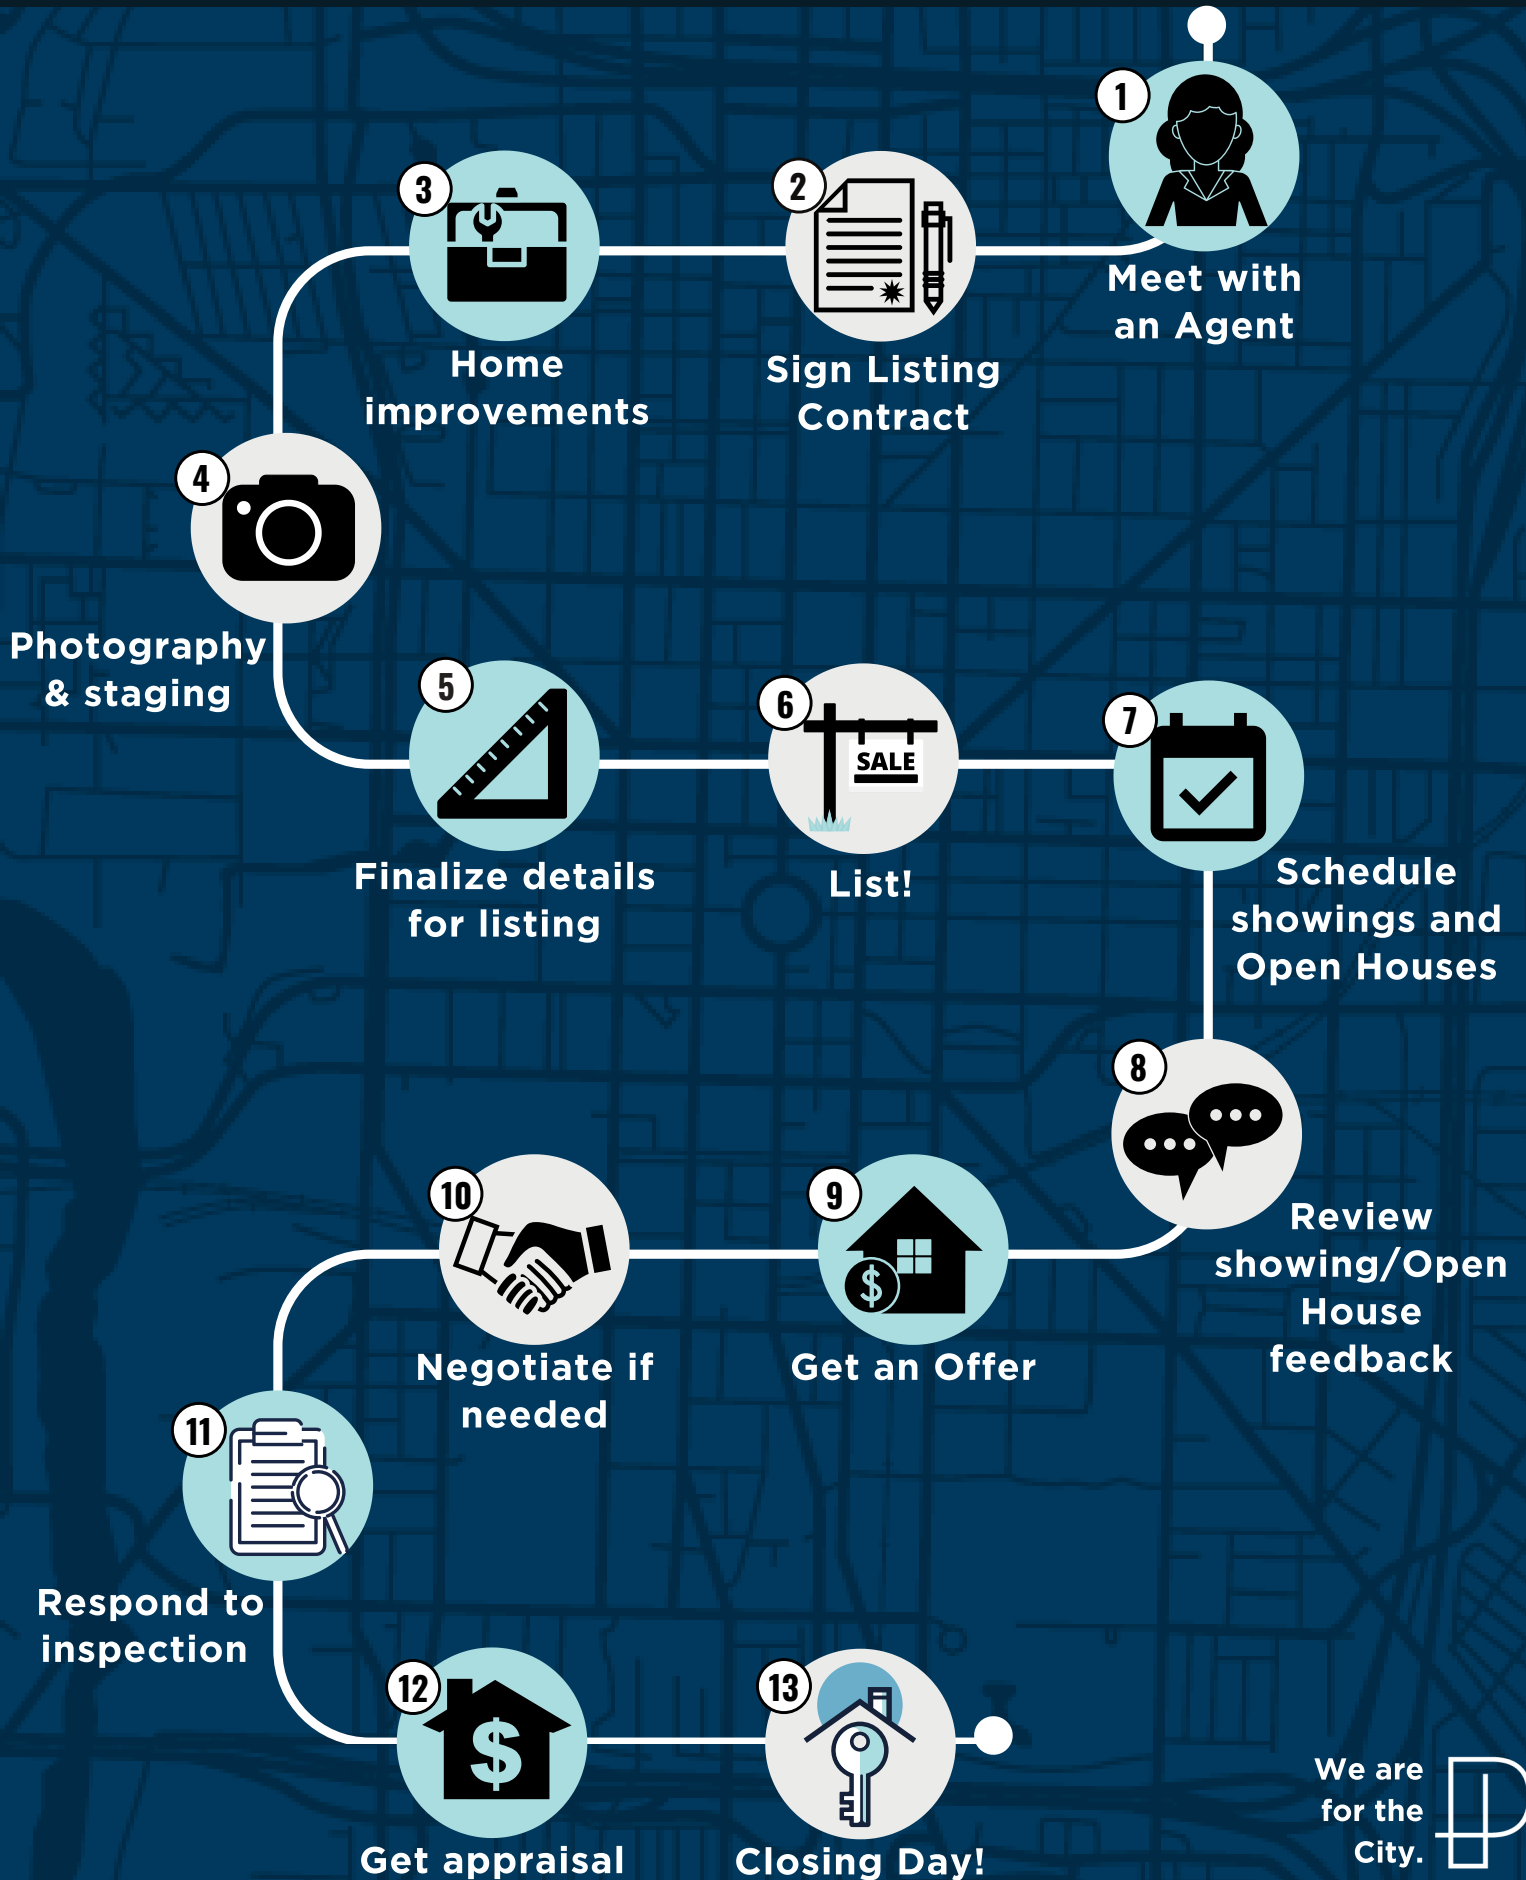 1
Meet with
an Agent
2
Sign Listing
Contract
3
Home
improvements
4
Photography
& staging
5
Finalize details
for listing
6
SALE
List!
7
Schedule
showings and
Open Houses
8
Review
showing/Open
House
feedback
9
$
Get an Offer
10
Negotiate if
needed
11
Respond to
inspection
12
$
Get appraisal
13
Closing Day!
We are
for the
City.